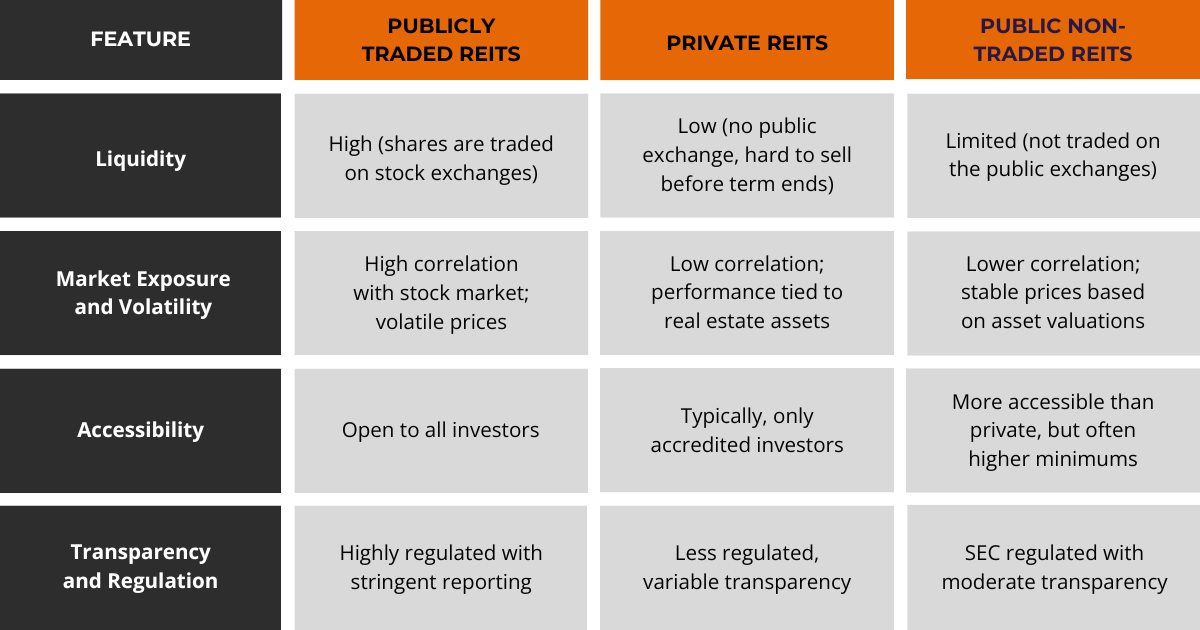 FEATURE
PUBLICLY
TRADED REITS
PRIVATE REITS
PUBLIC NON-
TRADED REITS
Liquidity
High (shares are traded
on stock exchanges)
Low (no public
exchange, hard to sell
before term ends)
Limited (not traded on
the public exchanges)
Market Exposure
and Volatility
High correlation
with stock market;
volatile prices
Low correlation;
performance tied to
real estate assets
Lower correlation;
stable prices based
on asset valuations
Accessibility
Open to all investors
Typically, only
accredited investors
More accessible than
private, but often
higher minimums
Transparency
and Regulation
Highly regulated with
stringent reporting
Less regulated,
variable transparency
SEC regulated with
moderate transparency